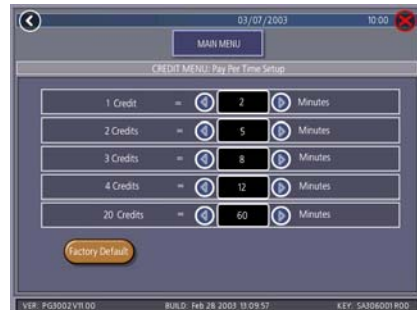 03/07/2003 10:00
MAIN MENU
CREDIT MENU: Pay Per Time Setup
1 Credit = 2 Minutes
2 Credits = 5 Minutes
3 Credits = 8 Minutes
4 Credits = 12 Minutes
20 Credits = 60 Minutes
Factory Default
VER: PG3002V11.00 BUILD: Feb 28 2003 13:09:57 KEY: SA306001R00